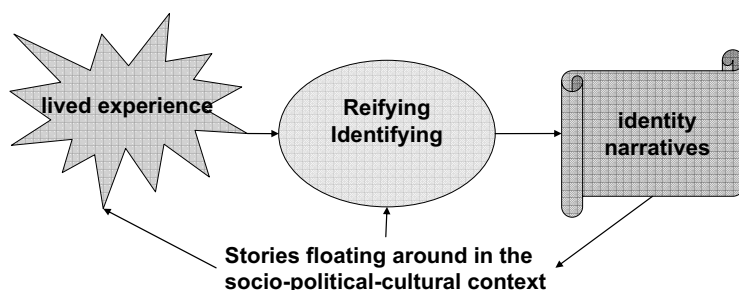 lived experience
Reifying
Identifying
identity
narratives
Stories floating around in the
socio-political-cultural context